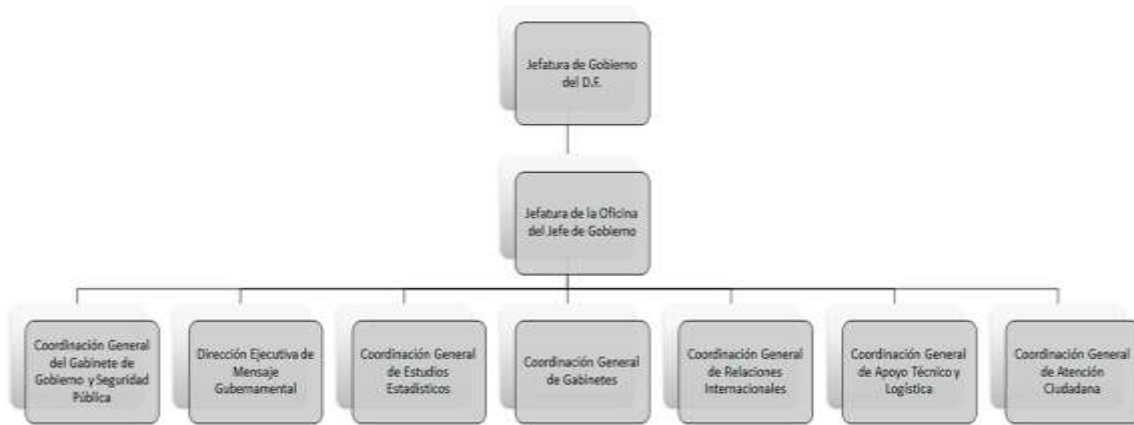 Jefatura de Gobierno
del D.F.
Jefatura de la Oficina
del Jefe de Gobierno
Coordinación General
del Gabinete de
Gobierno y Seguridad
Pública
Dirección Ejecutiva de
Mensaje
Gubernamental
Coordinación General
de Estudios
Estadísticos
Coordinación General
de Gabinetes
Coordinación General
de Relaciones
Internacionales
Coordinación General
de Apoyo Técnico y
Logística
Coordinación General
de Atención
Ciudadana